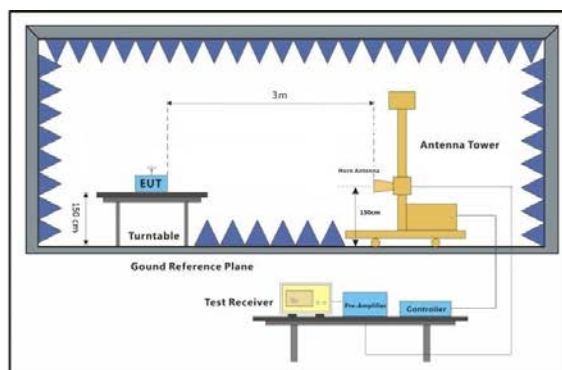 3m
Antenna Tower
Horn Antenna
EUT
150 cm
150cm
Turntable
Gound Reference Plane
Test Receiver
Pre-Amplifier
Controller